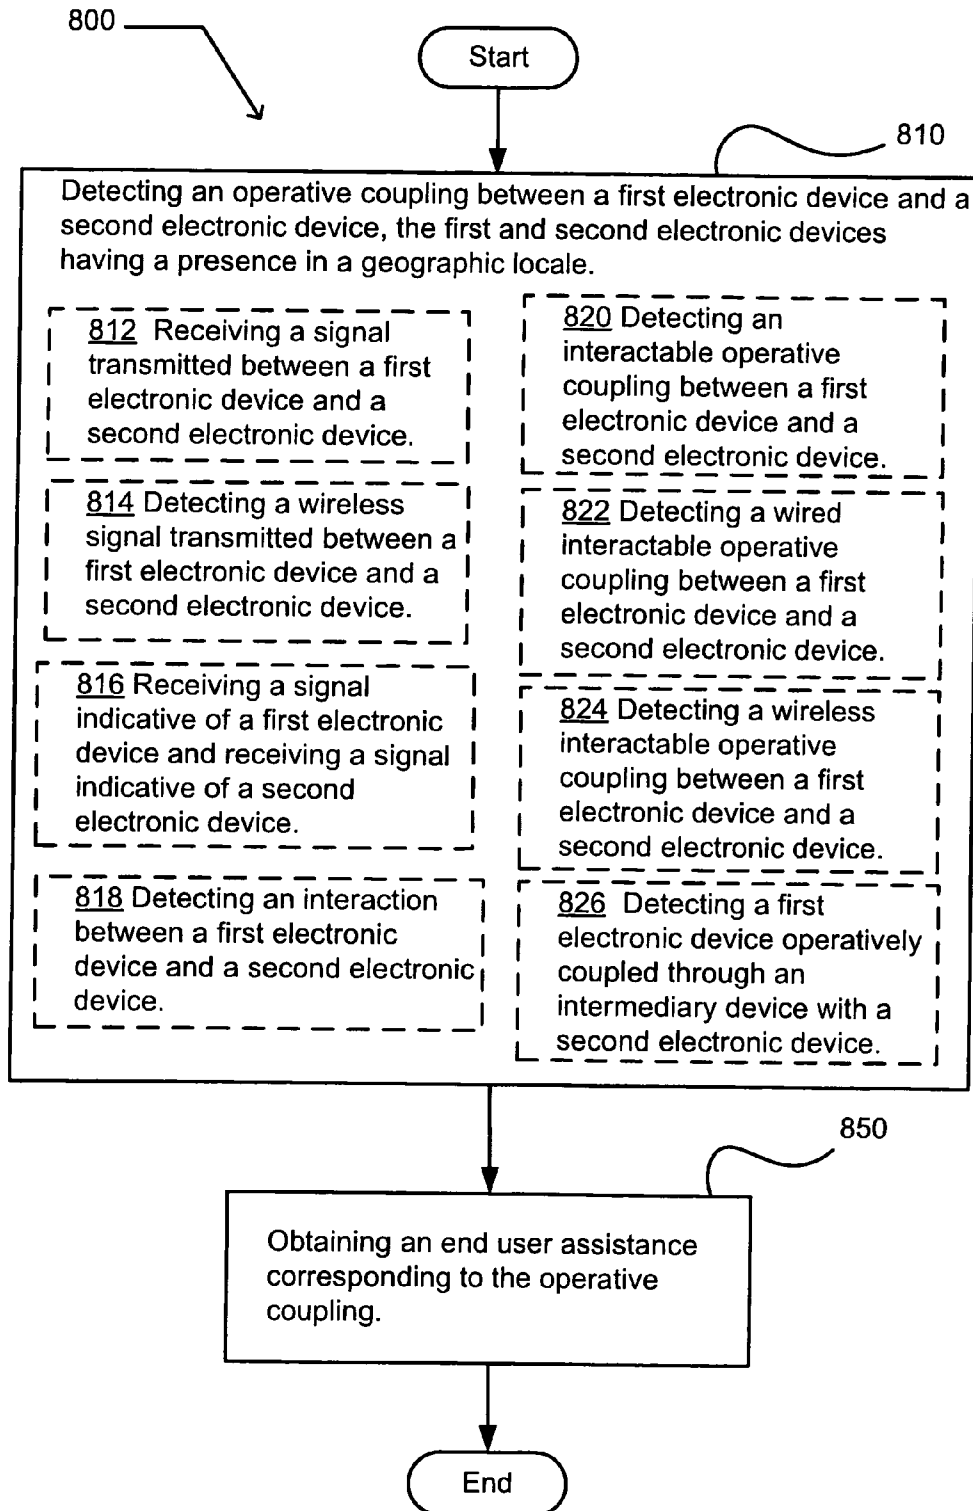 800
Start
810
Detecting an operative coupling between a first electronic device and a
second electronic device, the first and second electronic devices
having a presence in a geographic locale.
812 Receiving a signal
transmitted between a first
electronic device and a
second electronic device.
814 Detecting a wireless
signal transmitted between a
first electronic device and a
second electronic device.
816 Receiving a signal
indicative of a first electronic
device and receiving a signal
indicative of a second
electronic device.
818 Detecting an interaction
between a first electronic
device and a second electronic
device.
820 Detecting an
interactable operative
coupling between a first
electronic device and a
second electronic device.
822 Detecting a wired
interactable operative
coupling between a first
electronic device and a
second electronic device.
824 Detecting a wireless
interactable operative
coupling between a first
electronic device and a
second electronic device.
826 Detecting a first
electronic device operatively
coupled through an
intermediary device with a
second electronic device.
850
Obtaining an end user assistance
corresponding to the operative
coupling.
End